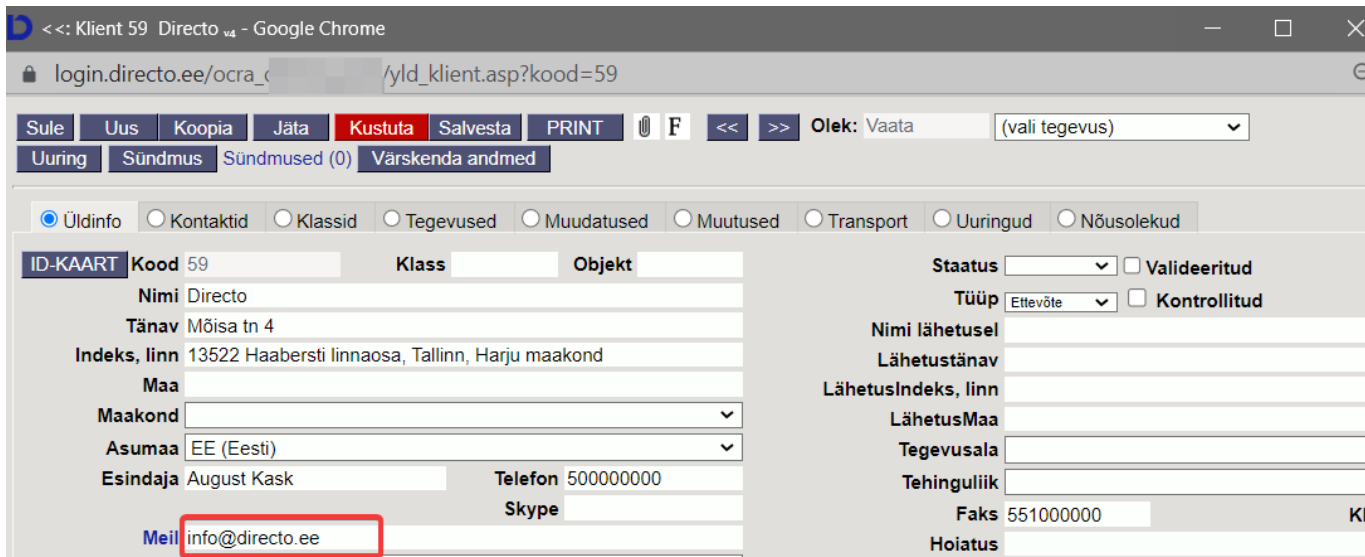 <<: Klient 59 Directo v4 - Google Chrome
login.directo.ee/ocra_ /yld_klient.asp?kood=59
Sule Uus Koopia Jäta Kustuta Salvesta PRINT F << >> Olek: Vaata (vali tegevus)
Uuring Sündmus Sündmused (0) Värskenda andmed
Üldinfo Kontaktid Klassid Tegevused Muudatused Muutused Transport Uuringud Nõusolekud
ID-KAART Kood 59 Klass Objekt Staatus Valideeritud
Nimi Directo Tüüp Ettevõte Kontrollitud
Tänav Mõisa tn 4 Nimi lähetusel
Indeks, linn 13522 Haabersti linnaosa, Tallinn, Harju maakond Lähetustänav
Maa LähetusIndeks, linn
Maakond LähetusMaa
Asumaa EE (Eesti) Tegevusala
Esindaja August Kask Telefon 500000000 Tehinguliik
Skype Faks 551000000
Meil info@directo.ee Hoiatus